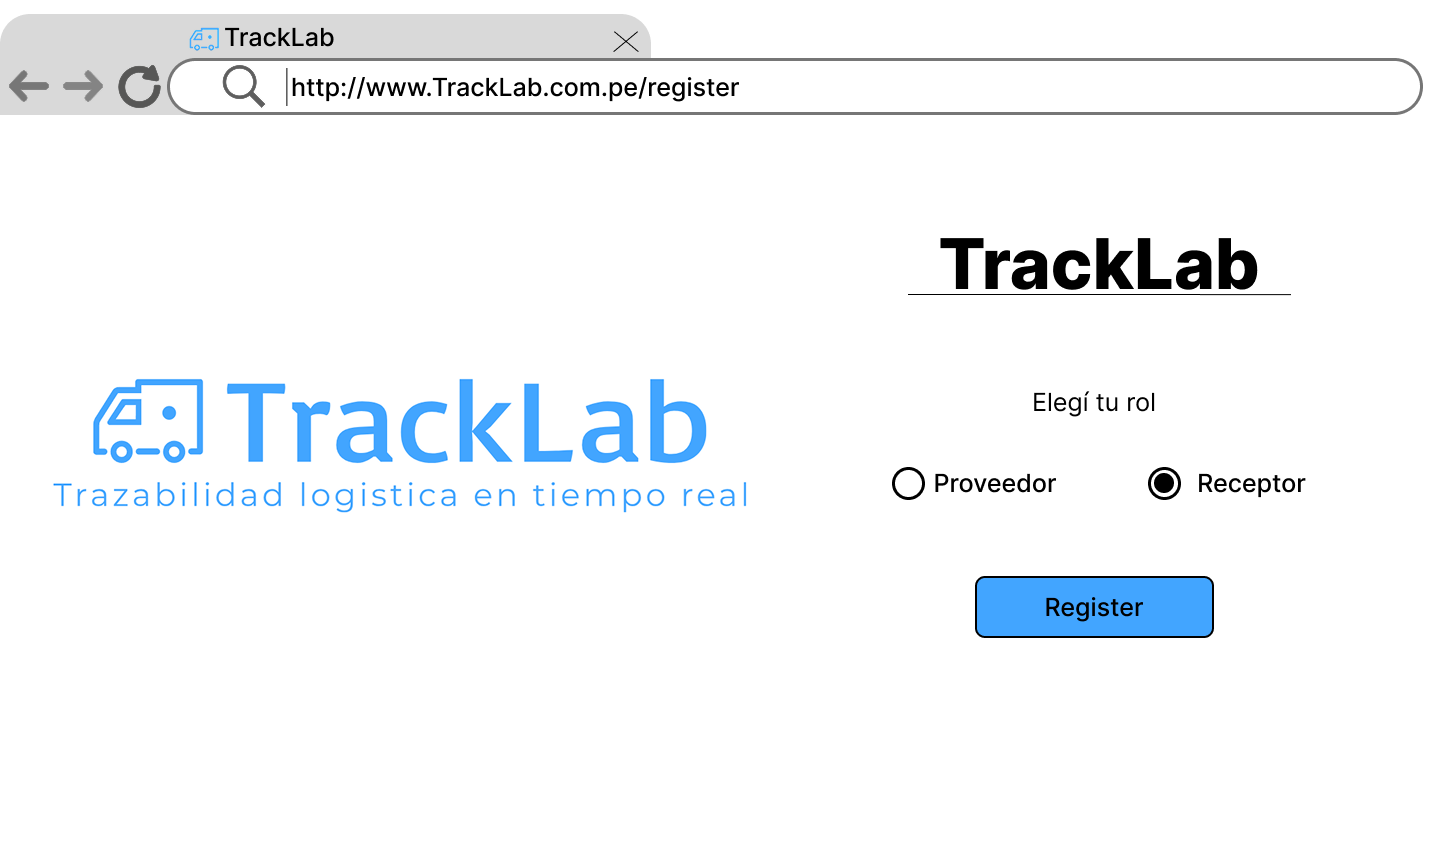 TrackLab
http://www.TrackLab.com.pe/register
TrackLab
Trazabilidad logistica en tiempo real
TrackLab
Elegí tu rol
Proveedor
Receptor
Register